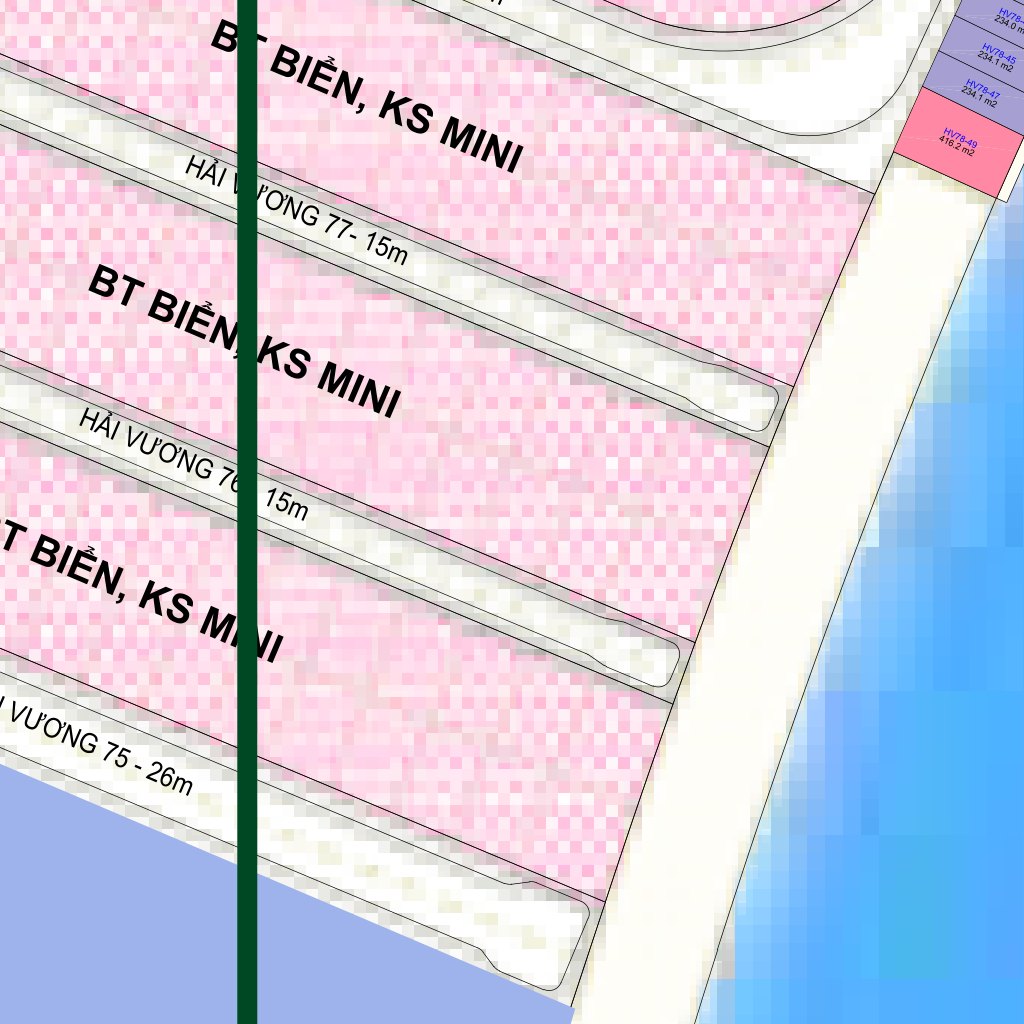 234.0 m
HV78-45
234.1 m2
HV78-47
234.1 m2
HV78-49
416.2 m2
BT BIỂN, KS MINI
HẢI VƯƠNG 77- 15m
BT BIỂN, KS MINI
HẢI VƯƠNG 76 - 15m
BT BIỂN, KS MINI
VƯƠNG 75 - 26m